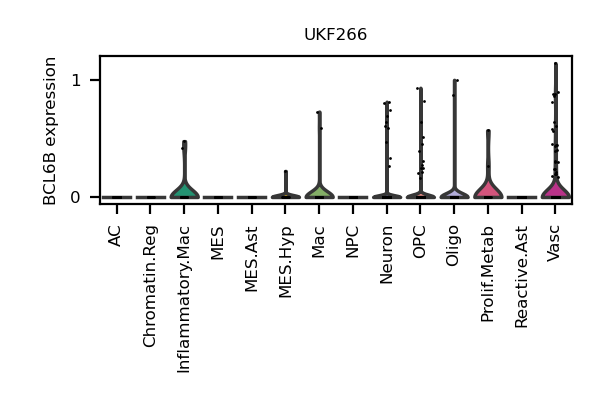 UKF266
BCL6B expression
1
0
AC
Chromatin.Reg
Inflammatory.Mac
MES
MES.Ast
MES.Hyp
Mac
NPC
Neuron
OPC
Oligo
Prolif.Metab
Reactive.Ast
Vasc